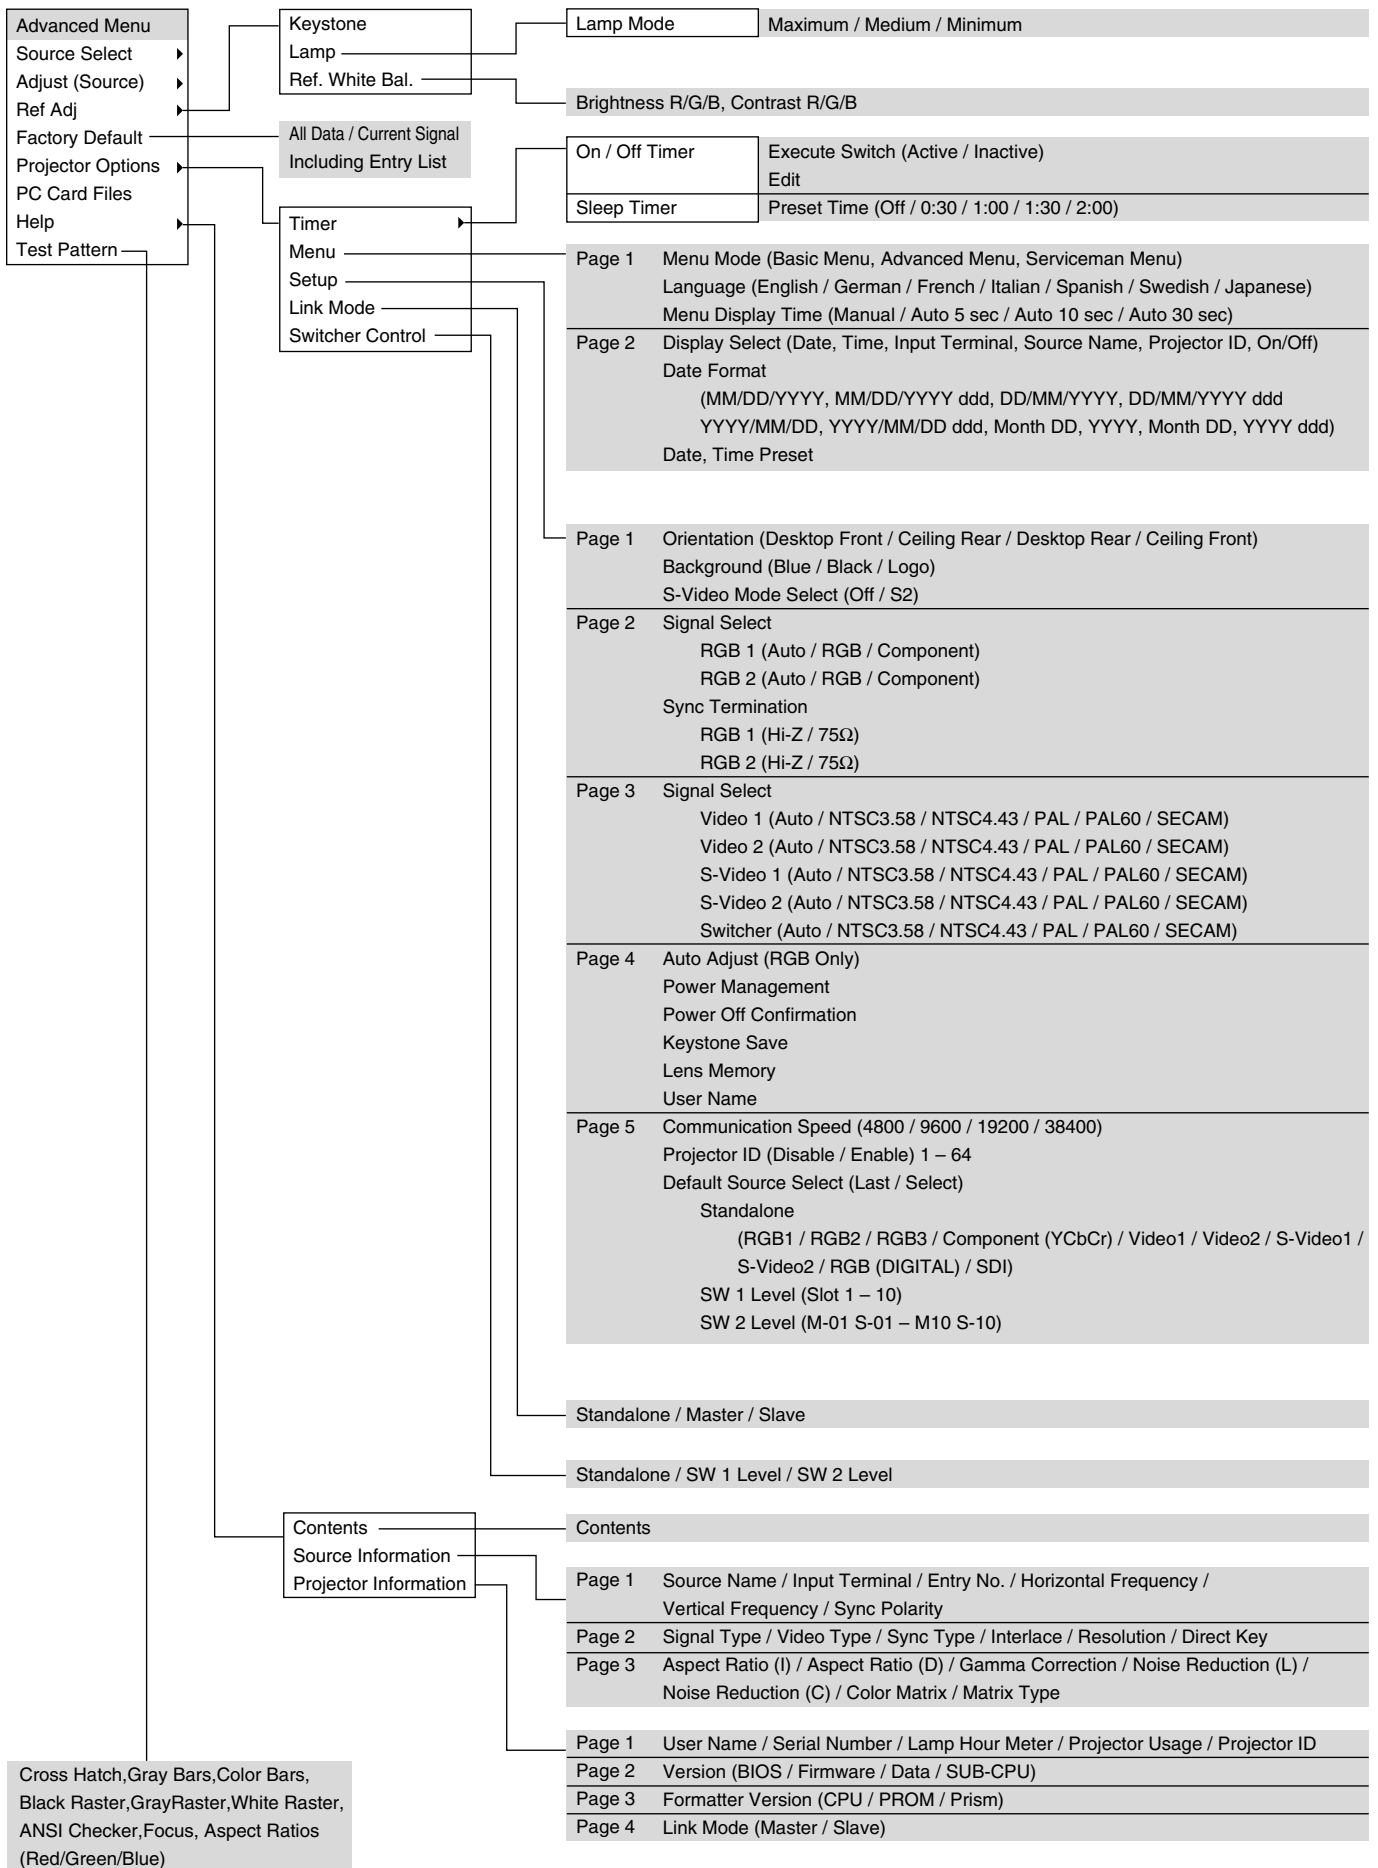 Advanced Menu
Source Select
Adjust (Source)
Ref Adj
Factory Default
Projector Options
PC Card Files
Help
Test Pattern
Keystone
Lamp
Ref. White Bal.
Lamp Mode Maximum / Medium / Minimum
Brightness R/G/B, Contrast R/G/B
All Data / Current Signal
Including Entry List
On / Off Timer Execute Switch (Active / Inactive)
Edit
Sleep Timer Preset Time (Off / 0:30 / 1:00 / 1:30 / 2:00)
Timer
Menu
Setup
Link Mode
Switcher Control
Page 1 Menu Mode (Basic Menu, Advanced Menu, Serviceman Menu)
Language (English / German / French / Italian / Spanish / Swedish / Japanese)
Menu Display Time (Manual / Auto 5 sec / Auto 10 sec / Auto 30 sec)
Page 2 Display Select (Date, Time, Input Terminal, Source Name, Projector ID, On/Off)
Date Format
(MM/DD/YYYY, MM/DD/YYYY ddd, DD/MM/YYYY, DD/MM/YYYY ddd
YYYY/MM/DD, YYYY/MM/DD ddd, Month DD, YYYY, Month DD, YYYY ddd)
Date, Time Preset
Page 1 Orientation (Desktop Front / Ceiling Rear / Desktop Rear / Ceiling Front)
Background (Blue / Black / Logo)
S-Video Mode Select (Off / S2)
Page 2 Signal Select
RGB 1 (Auto / RGB / Component)
RGB 2 (Auto / RGB / Component)
Sync Termination
RGB 1 (Hi-Z / 75Ω)
RGB 2 (Hi-Z / 75Ω)
Page 3 Signal Select
Video 1 (Auto / NTSC3.58 / NTSC4.43 / PAL / PAL60 / SECAM)
Video 2 (Auto / NTSC3.58 / NTSC4.43 / PAL / PAL60 / SECAM)
S-Video 1 (Auto / NTSC3.58 / NTSC4.43 / PAL / PAL60 / SECAM)
S-Video 2 (Auto / NTSC3.58 / NTSC4.43 / PAL / PAL60 / SECAM)
Switcher (Auto / NTSC3.58 / NTSC4.43 / PAL / PAL60 / SECAM)
Page 4 Auto Adjust (RGB Only)
Power Management
Power Off Confirmation
Keystone Save
Lens Memory
User Name
Page 5 Communication Speed (4800 / 9600 / 19200 / 38400)
Projector ID (Disable / Enable) 1 – 64
Default Source Select (Last / Select)
Standalone
(RGB1 / RGB2 / RGB3 / Component (YCbCr) / Video1 / Video2 / S-Video1 /
S-Video2 / RGB (DIGITAL) / SDI)
SW 1 Level (Slot 1 – 10)
SW 2 Level (M-01 S-01 – M10 S-10)
Standalone / Master / Slave
Standalone / SW 1 Level / SW 2 Level
Contents
Source Information
Projector Information
Contents
Page 1 Source Name / Input Terminal / Entry No. / Horizontal Frequency /
Vertical Frequency / Sync Polarity
Page 2 Signal Type / Video Type / Sync Type / Interlace / Resolution / Direct Key
Page 3 Aspect Ratio (I) / Aspect Ratio (D) / Gamma Correction / Noise Reduction (L) /
Noise Reduction (C) / Color Matrix / Matrix Type
Page 1 User Name / Serial Number / Lamp Hour Meter / Projector Usage / Projector ID
Page 2 Version (BIOS / Firmware / Data / SUB-CPU)
Page 3 Formatter Version (CPU / PROM / Prism)
Page 4 Link Mode (Master / Slave)
Cross Hatch,Gray Bars,Color Bars,
Black Raster,GrayRaster,White Raster,
ANSI Checker,Focus, Aspect Ratios
(Red/Green/Blue)